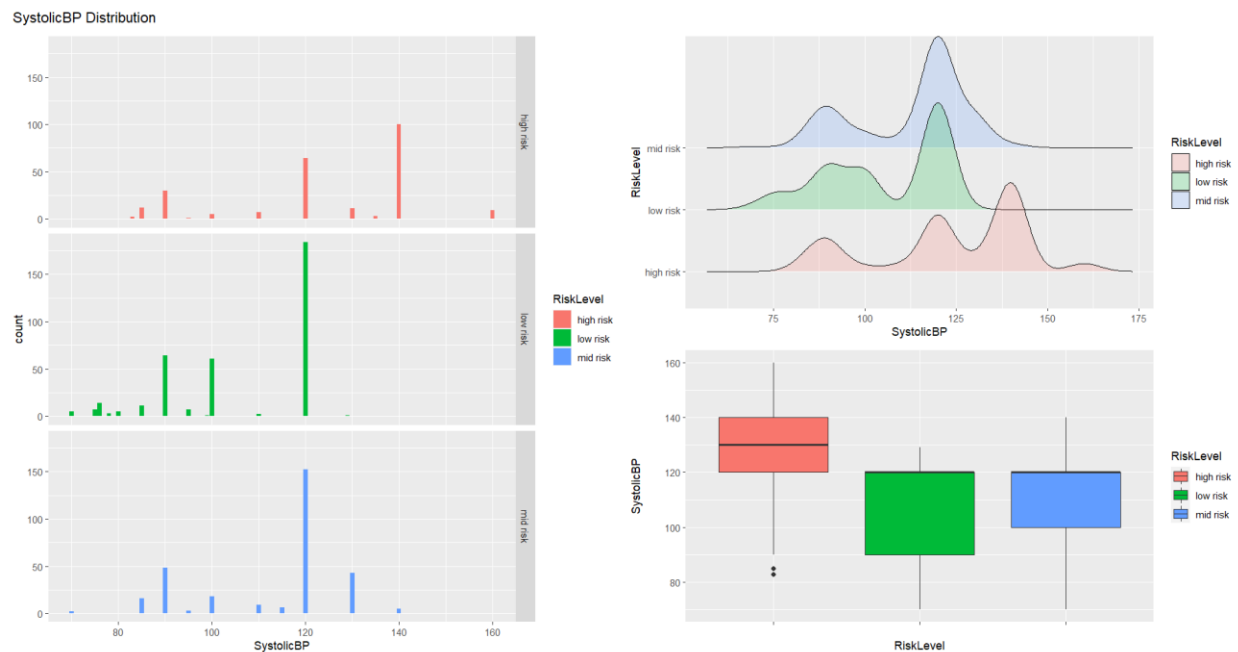 SystolicBP Distribution
150
100
50
0
high risk
150
100
50
0
low risk
150
100
50
0
mid risk
80 100 120 140 160
SystolicBP
count
RiskLevel
high risk
low risk
mid risk
mid risk
low risk
high risk
RiskLevel
75 100 125 150 175
SystolicBP
RiskLevel
high risk
low risk
mid risk
160
140
120
100
80
SystolicBP
RiskLevel
RiskLevel
high risk
low risk
mid risk